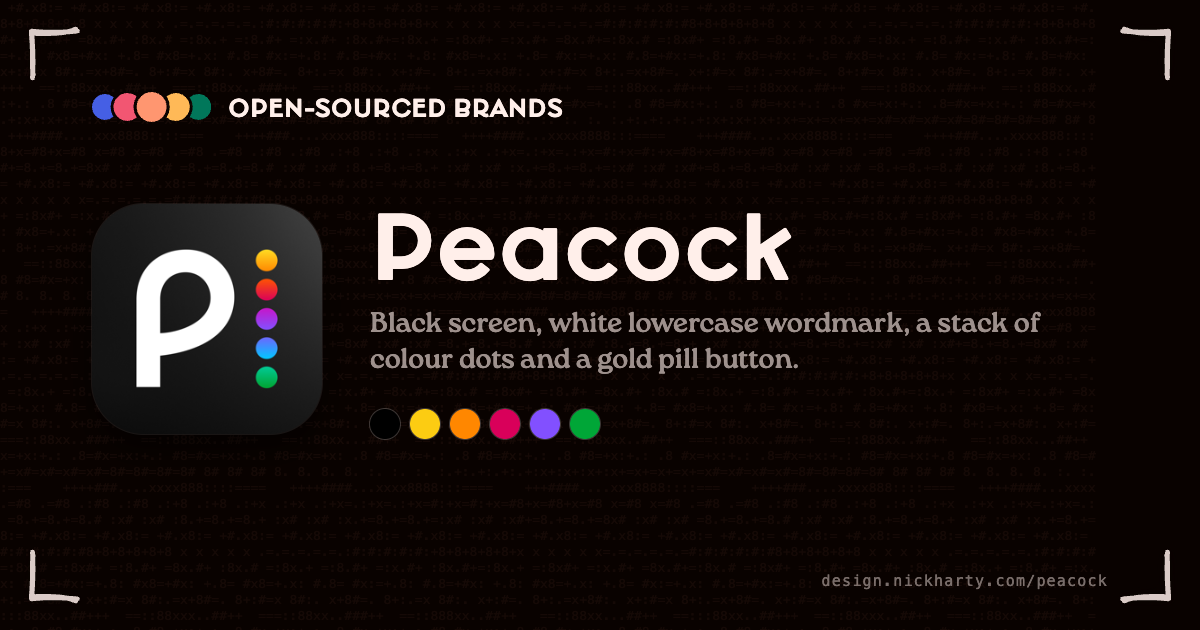 OPEN-SOURCED BRANDS
Peacock
Black screen, white lowercase wordmark, a stack of
colour dots and a gold pill button.
design.nickharty.com/peacock